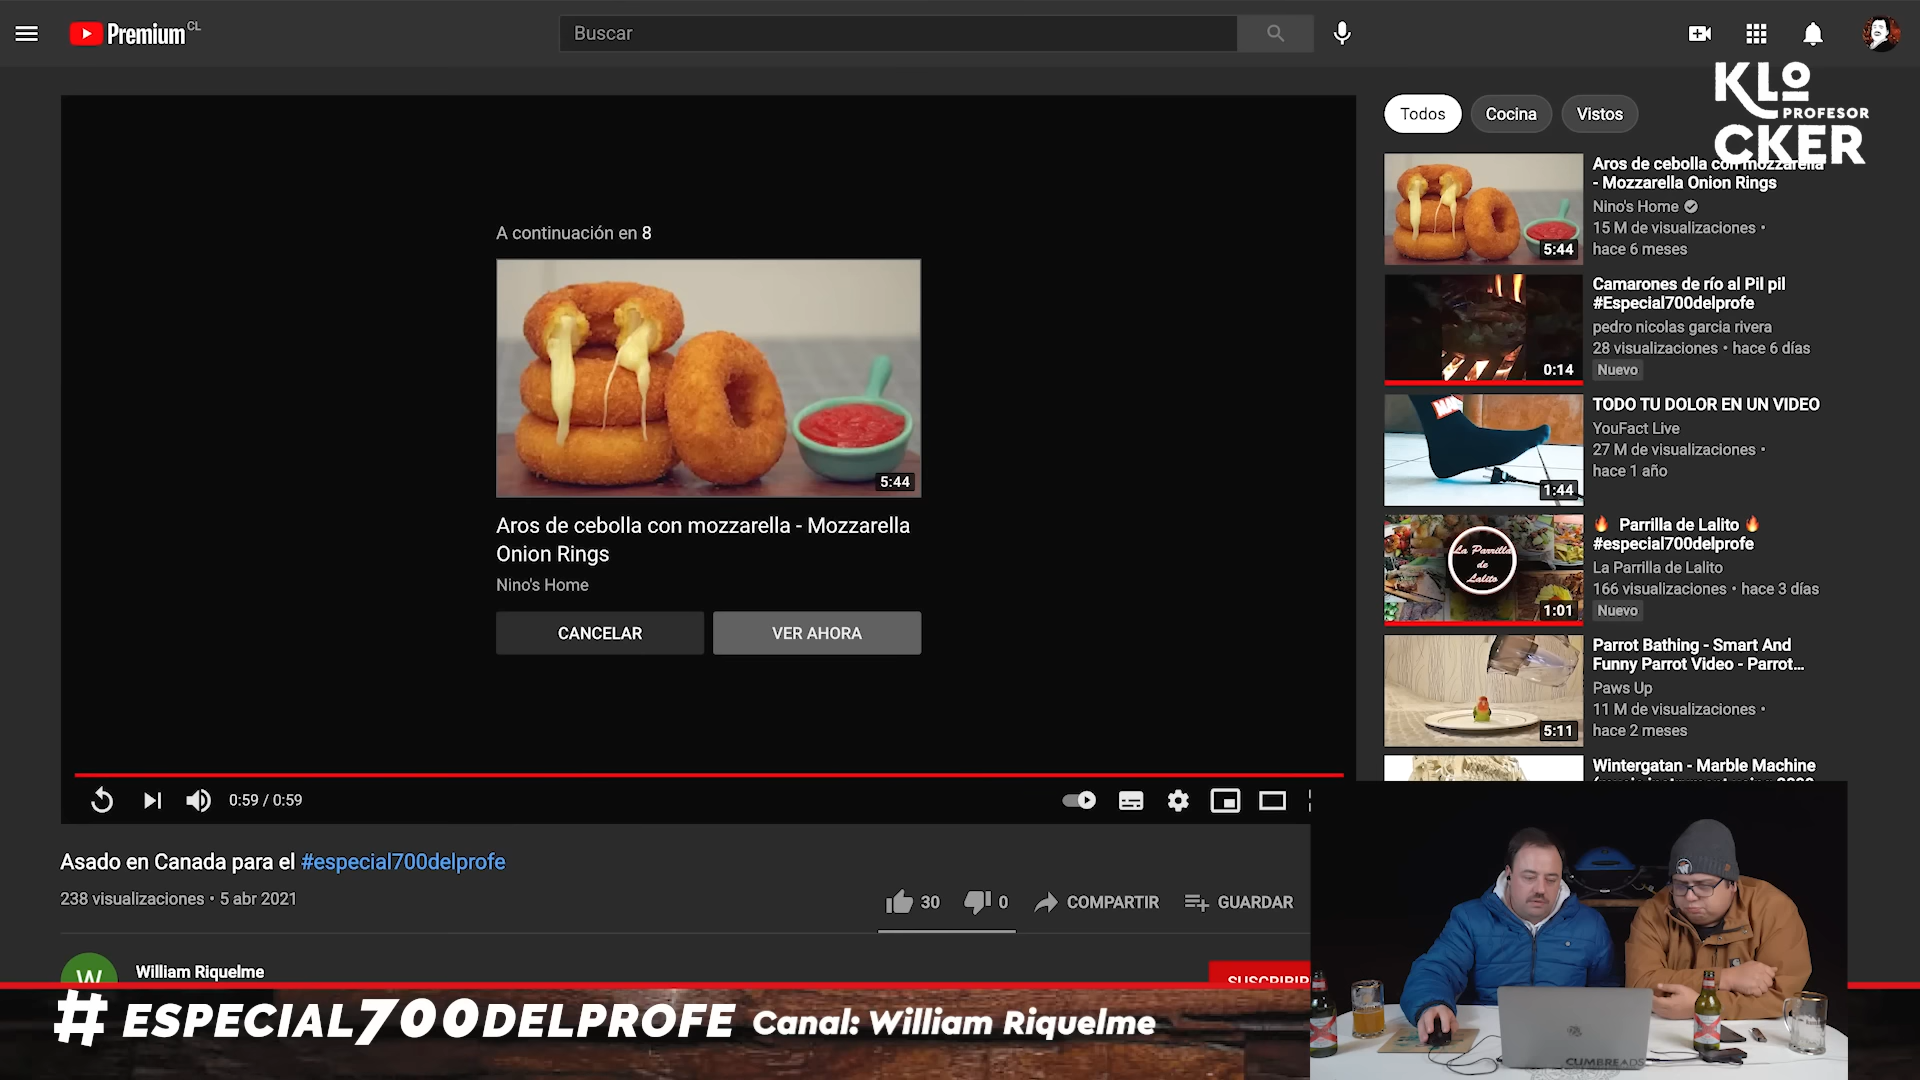 Premium CL
Buscar
KLO
PROFESOR
CKER
Todos
Cocina
Vistos
A continuación en 8
5:44
Aros de cebolla con mozzarella - Mozzarella
Onion Rings
Nino's Home
CANCELAR
VER AHORA
0:59 / 0:59
Asado en Canada para el #especial700delprofe
238 visualizaciones • 5 abr 2021
30
0
COMPARTIR
GUARDAR
W
William Riquelme
SUSCRIBIR
5:44
Aros de cebolla con mozzarella
- Mozzarella Onion Rings
Nino's Home
15 M de visualizaciones •
hace 6 meses
0:14
Camarones de río al Pil pil
#Especial700delprofe
pedro nicolas garcia rivera
28 visualizaciones • hace 6 días
Nuevo
1:44
TODO TU DOLOR EN UN VIDEO
YouFact Live
27 M de visualizaciones •
hace 1 año
La Parrilla
de
Lalito
1:01
🔥 Parrilla de Lalito 🔥
#especial700delprofe
La Parrilla de Lalito
166 visualizaciones • hace 3 días
Nuevo
5:11
Parrot Bathing - Smart And
Funny Parrot Video - Parrot...
Paws Up
11 M de visualizaciones •
hace 2 meses
Wintergatan - Marble Machine
#ESPECIAL700DELPROFE Canal: William Riquelme
CUMBREADS